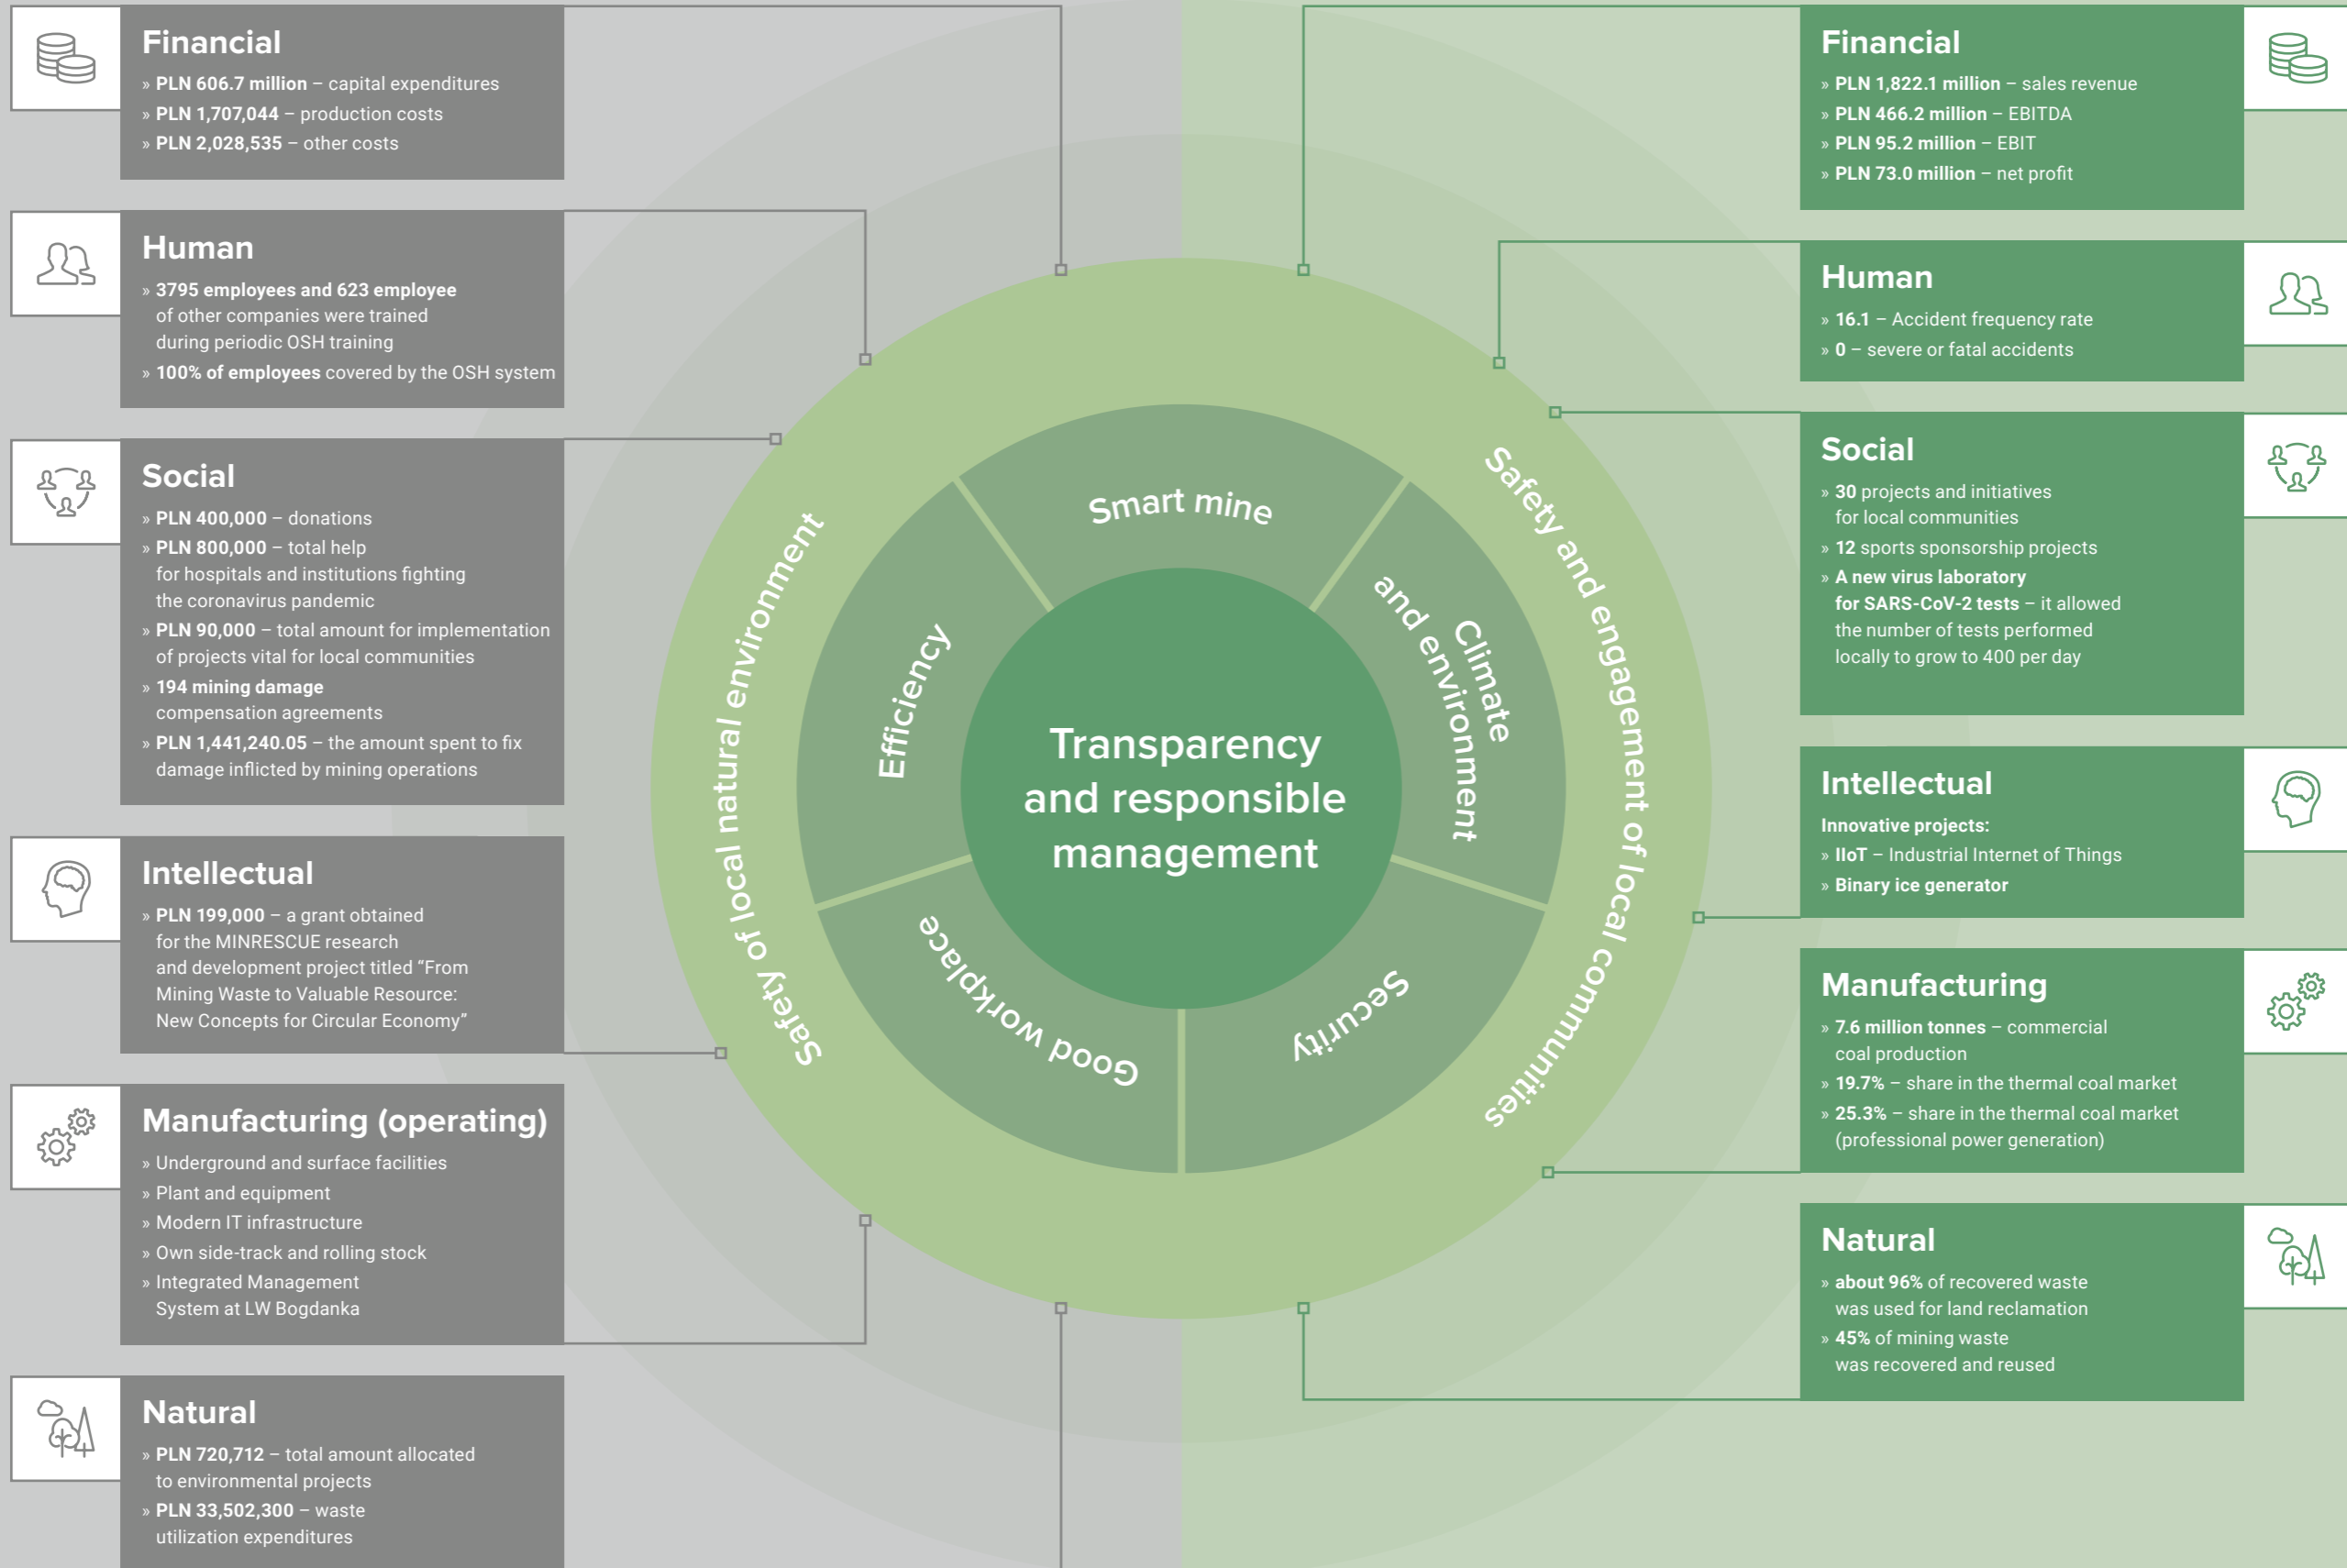 Financial
» PLN 606.7 million – capital expenditures
» PLN 1,707,044 – production costs
» PLN 2,028,535 – other costs
Human
» 3795 employees and 623 employee
of other companies were trained
during periodic OSH training
» 100% of employees covered by the OSH system
Social
» PLN 400,000 – donations
» PLN 800,000 – total help
for hospitals and institutions fighting
the coronavirus pandemic
» PLN 90,000 – total amount for implementation
of projects vital for local communities
» 194 mining damage
compensation agreements
» PLN 1,441,240.05 – the amount spent to fix
damage inflicted by mining operations
Intellectual
» PLN 199,000 – a grant obtained
for the MINRESCUE research
and development project titled "From
Mining Waste to Valuable Resource:
New Concepts for Circular Economy”
Manufacturing (operating)
» Underground and surface facilities
» Plant and equipment
» Modern IT infrastructure
» Own side-track and rolling stock
» Integrated Management
System at LW Bogdanka
Natural
» PLN 720,712 – total amount allocated
to environmental projects
» PLN 33,502,300 – waste
utilization expenditures
Safety of local natural environment
Safety and engagement of local communities
Smart mine
Climate
and environment
Security
Good workplace
Efficiency
Transparency
and responsible
management
Financial
» PLN 1,822.1 million – sales revenue
» PLN 466.2 million – EBITDA
» PLN 95.2 million – EBIT
» PLN 73.0 million – net profit
Human
» 16.1 – Accident frequency rate
» 0 – severe or fatal accidents
Social
» 30 projects and initiatives
for local communities
» 12 sports sponsorship projects
» A new virus laboratory
for SARS-CoV-2 tests – it allowed
the number of tests performed
locally to grow to 400 per day
Intellectual
Innovative projects:
» IIoT – Industrial Internet of Things
» Binary ice generator
Manufacturing
» 7.6 million tonnes – commercial
coal production
» 19.7% – share in the thermal coal market
» 25.3% – share in the thermal coal market
(professional power generation)
Natural
» about 96% of recovered waste
was used for land reclamation
» 45% of mining waste
was recovered and reused